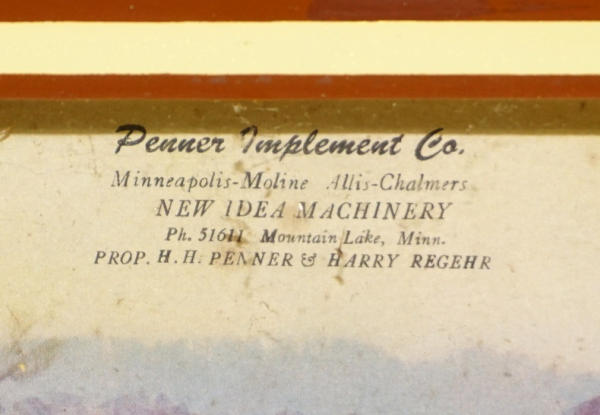 Penner Implement Co.
Minneapolis-Moline Allis-Chalmers
NEW IDEA MACHINERY
Ph. 51611 Mountain Lake, Minn.
PROP. H. H. PENNER & HARRY REGEHR